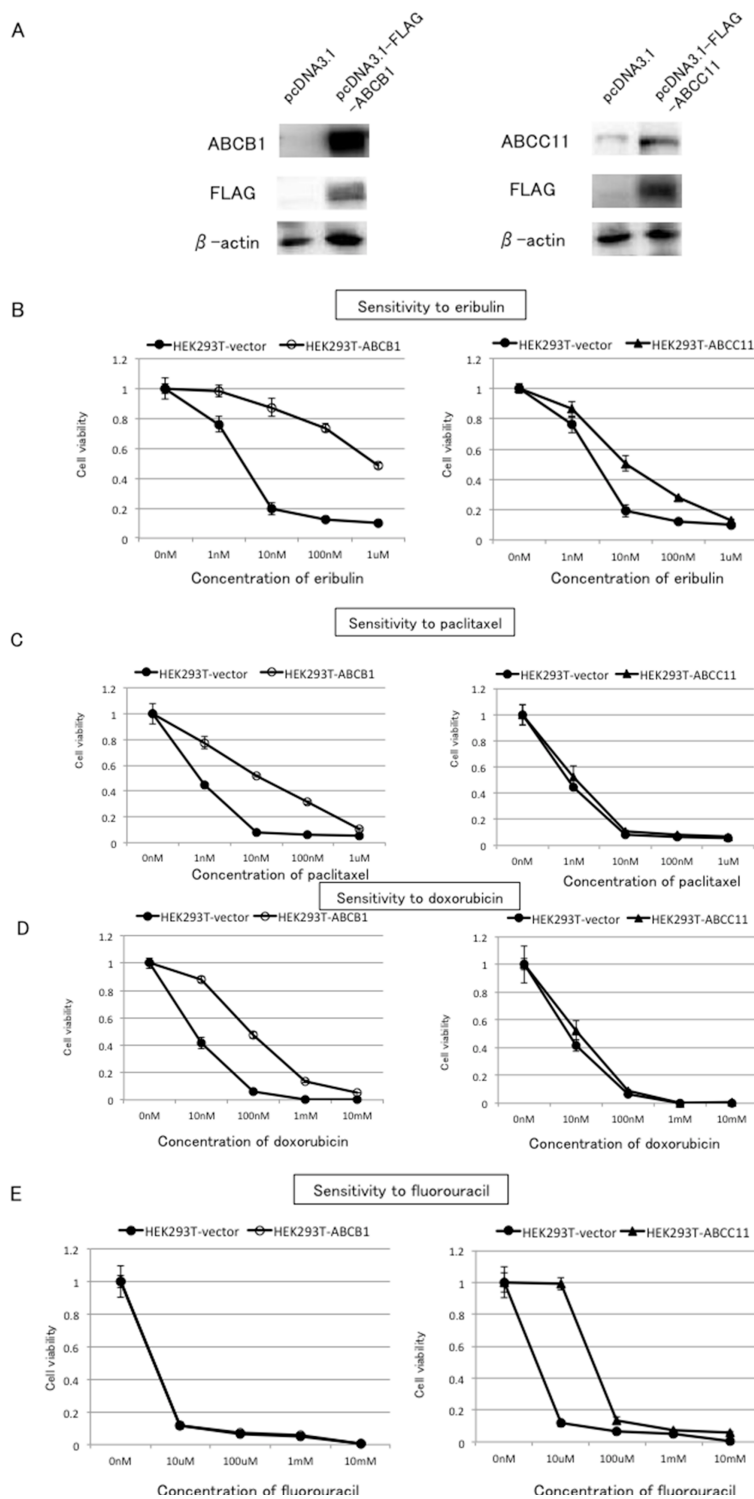 A
pcDNA3.1
pcDNA3.1-FLAG
-ABCB1
ABCB1
FLAG
β-actin
pcDNA3.1
pcDNA3.1-FLAG
-ABCC11
ABCC11
FLAG
β-actin
B
Sensitivity to eribulin
HEK293T-vector HEK293T-ABCB1
1.2
1
0.8
0.6
0.4
0.2
0
Cell viability
0nM 1nM 10nM 100nM 1uM
Concentration of eribulin
HEK293T-vector HEK293T-ABCC11
1.2
1
0.8
0.6
0.4
0.2
0
Cell viability
0nM 1nM 10nM 100nM 1uM
Concentration of eribulin
C
Sensitivity to paclitaxel
HEK293T-vector HEK293T-ABCB1
1.2
1
0.8
0.6
0.4
0.2
0
Cell viability
0nM 1nM 10nM 100nM 1uM
Concentration of paclitaxel
HEK293T-vector HEK293T-ABCC11
1.2
1
0.8
0.6
0.4
0.2
0
Cell viability
0nM 1nM 10nM 100nM 1uM
Concentration of paclitaxel
D
Sensitivity to doxorubicin
HEK293T-vector HEK293T-ABCB1
1.2
1
0.8
0.6
0.4
0.2
0
Cell viability
0nM 10nM 100nM 1mM 10mM
Concentration of doxorubicin
HEK293T-vector HEK293T-ABCC11
1.2
1
0.8
0.6
0.4
0.2
0
Cell viability
0nM 10nM 100nM 1mM 10mM
Concentration of doxorubicin
E
Sensitivity to fluorouracil
HEK293T-vector HEK293T-ABCB1
1.2
1
0.8
0.6
0.4
0.2
0
Cell viability
0nM 10uM 100uM 1mM 10mM
Concentration of fluorouracil
HEK293T-vector HEK293T-ABCC11
1.2
1
0.8
0.6
0.4
0.2
0
Cell viability
0nM 10uM 100uM 1mM 10mM
Concentration of fluorouracil